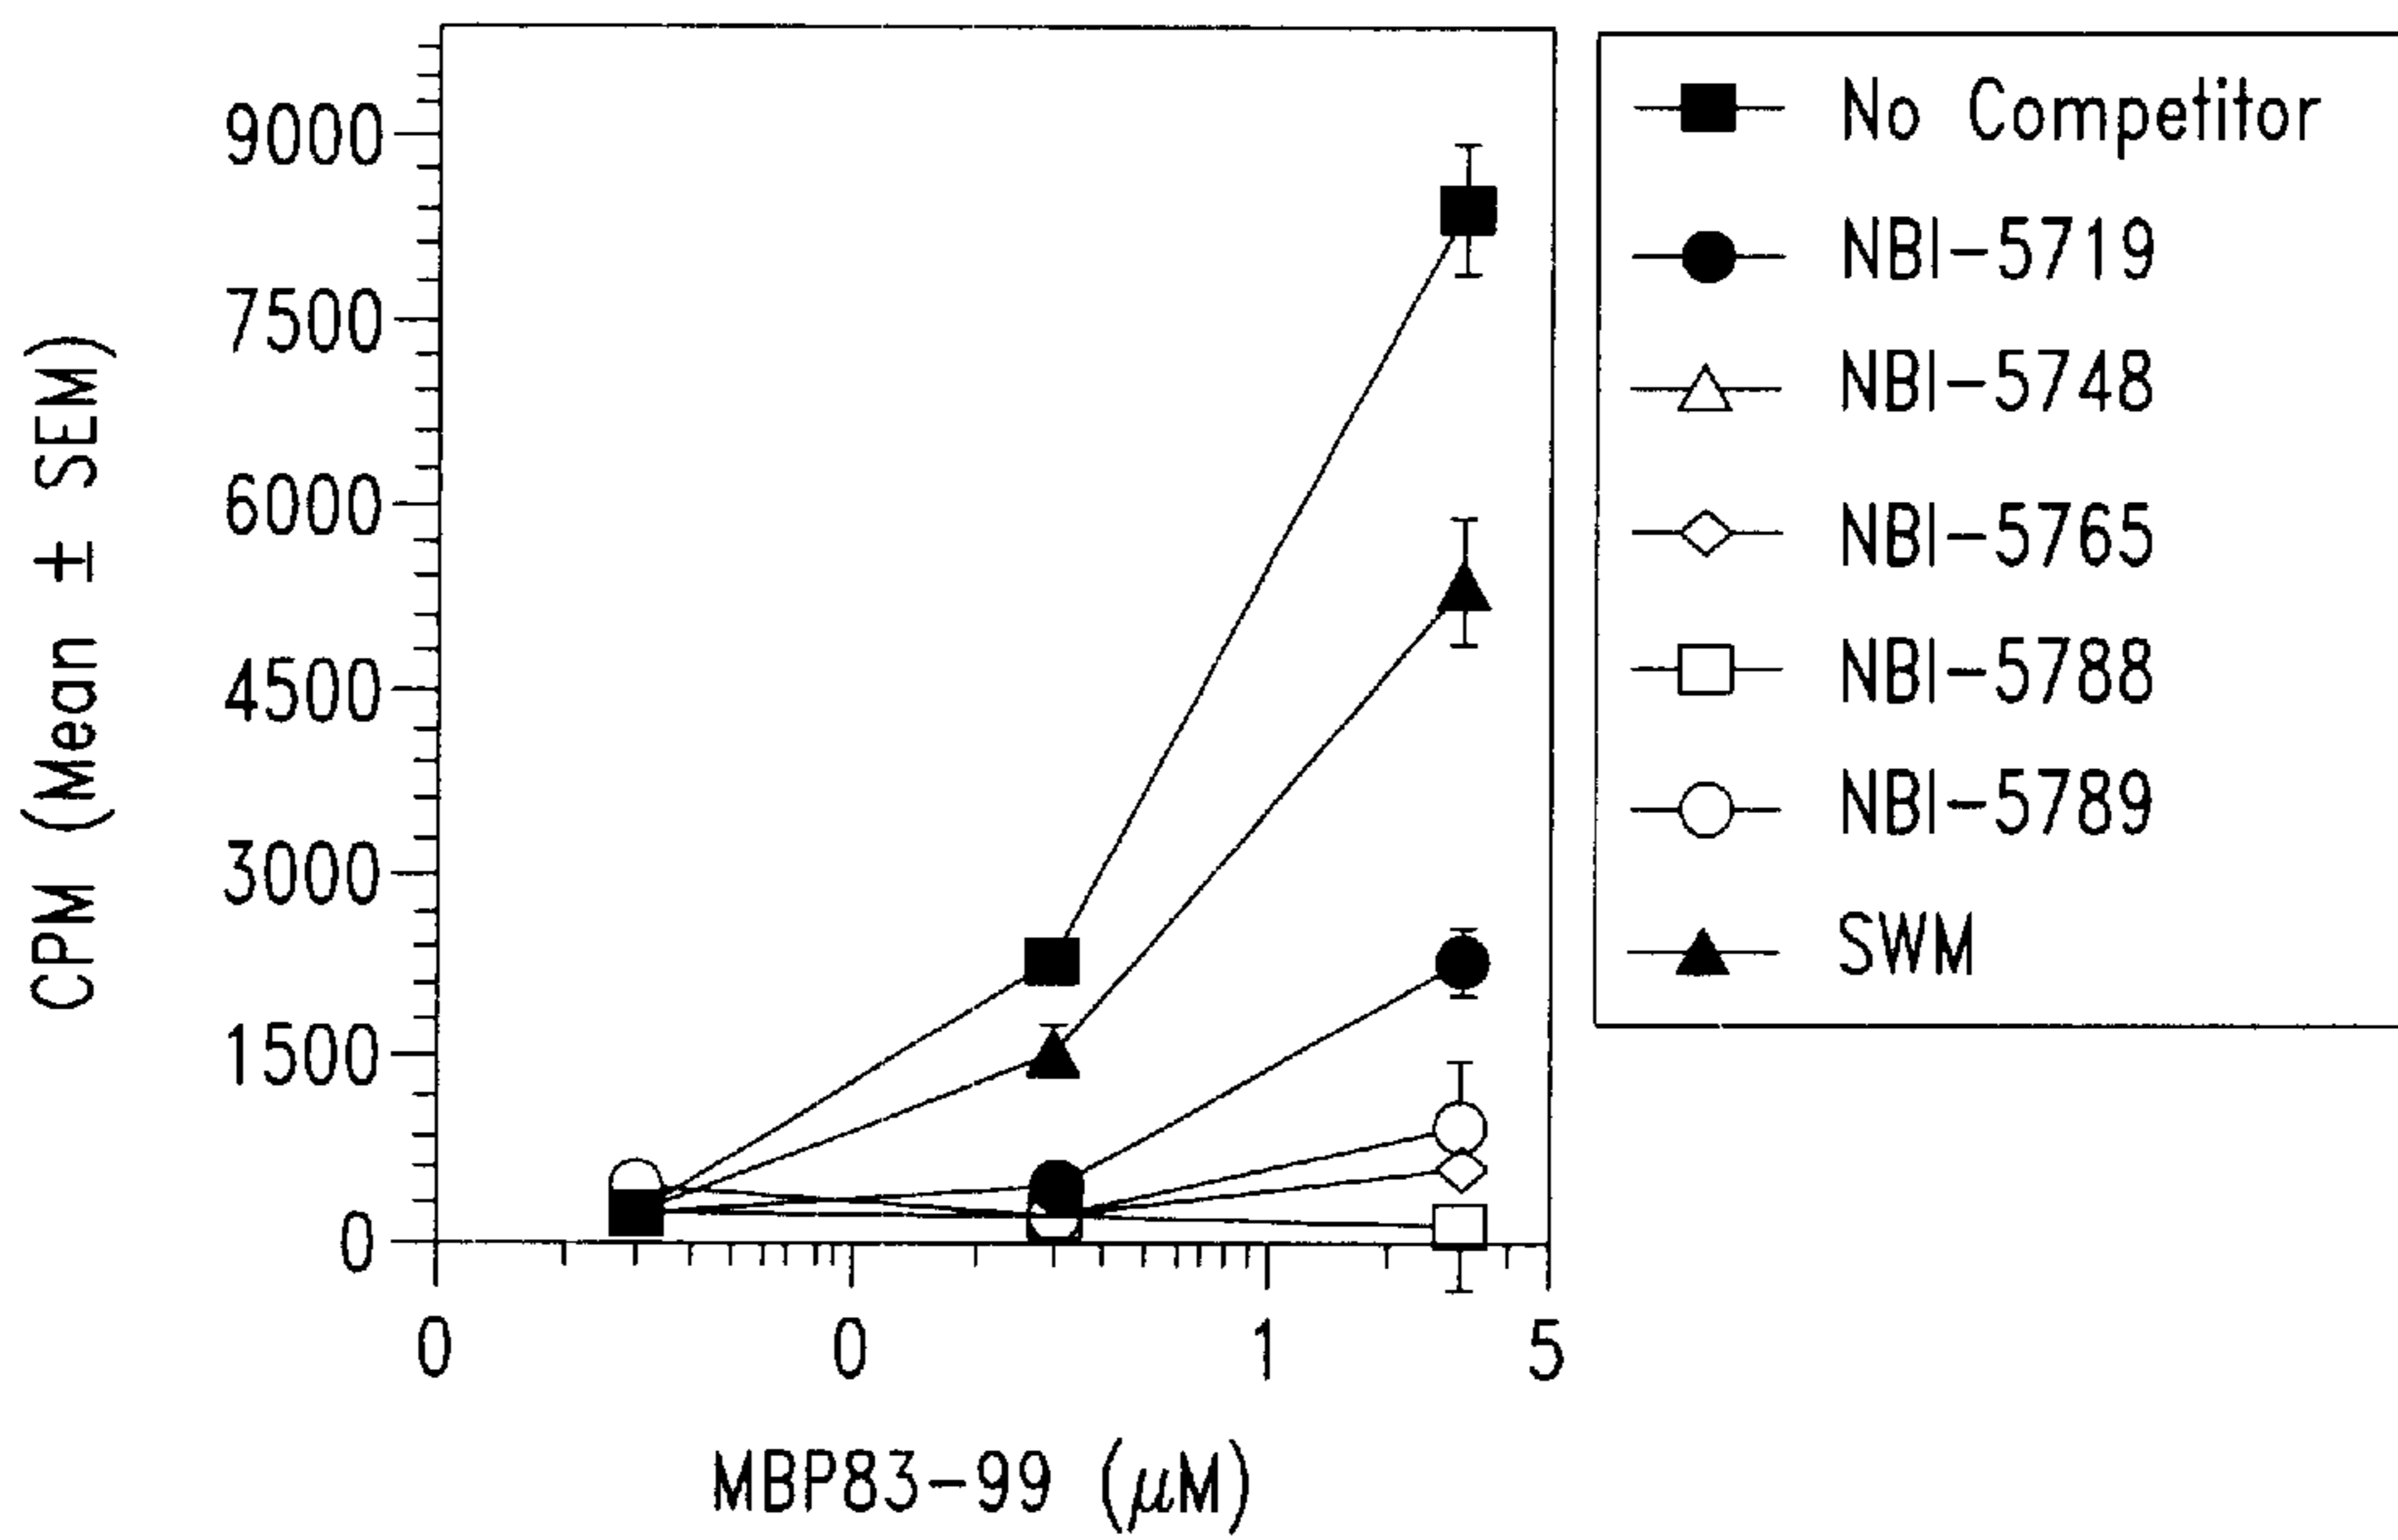 CPM (Mean ± SEM)
9000
7500
6000
4500
3000
1500
0
0 0 1 5
MBP83-99 (μM)
No Competitor
NBI-5719
NBI-5748
NBI-5765
NBI-5788
NBI-5789
SWM